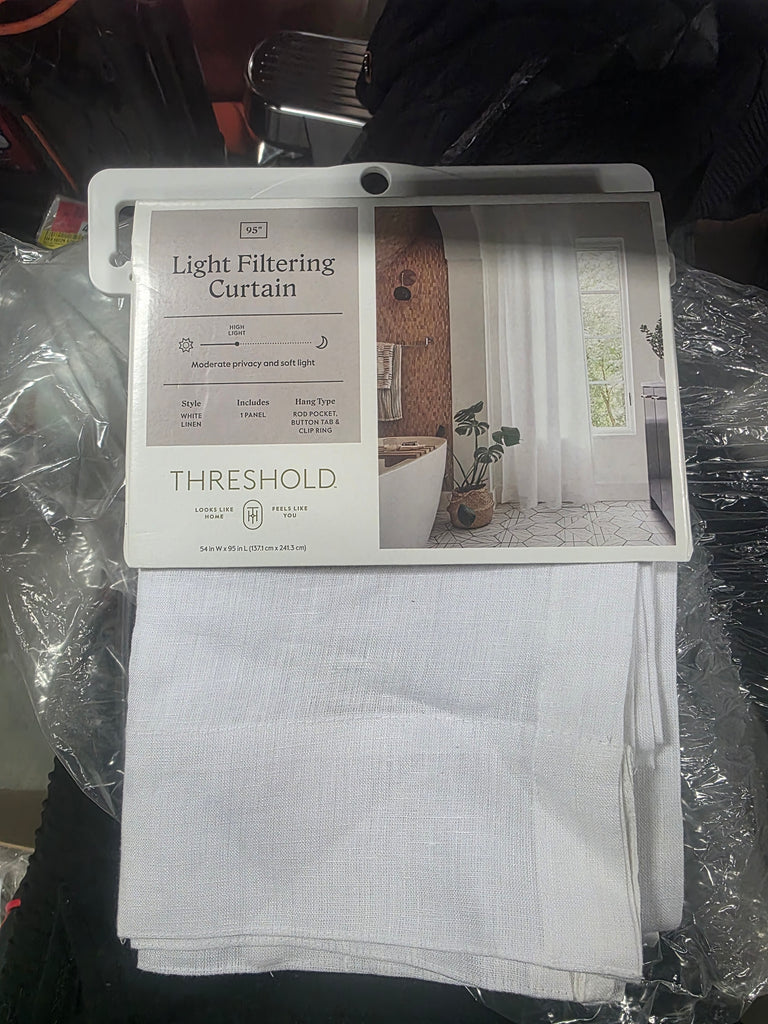 95"
Light Filtering
Curtain
HIGH
LIGHT
Moderate privacy and soft light
Style
WHITE
LINEN
Includes
1 PANEL
Hang Type
ROD POCKET,
BUTTON TAB &
CLIP RING
THRESHOLD™
LOOKS LIKE
HOME
FEELS LIKE
YOU
54 in W x 95 in L (137.1 cm x 241.3 cm)